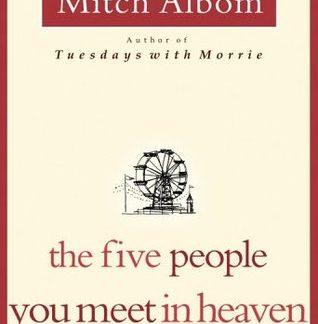 Mitch Albom
Author of
Tuesdays with Morrie
the five people
you meet in heaven